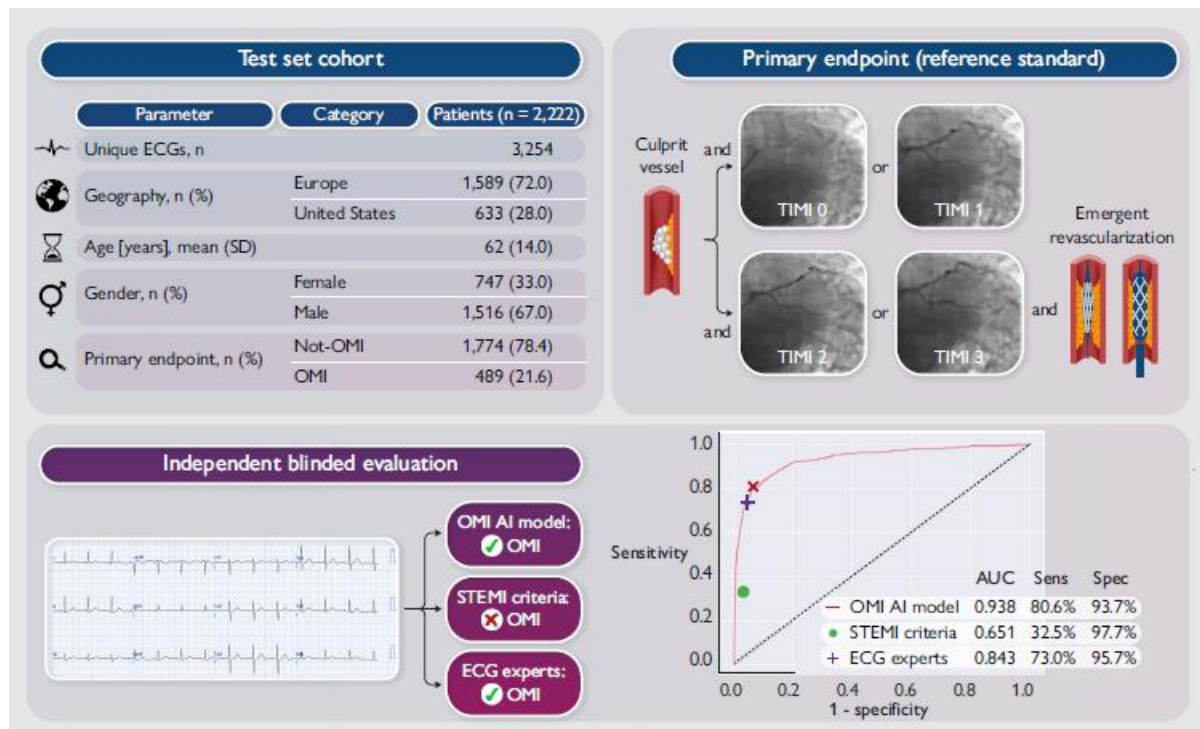 Test set cohort
Parameter Category Patients (n = 2,222)
Unique ECGs, n 3,254
Geography, n (%) Europe 1,589 (72.0)
United States 633 (28.0)
Age [years], mean (SD) 62 (14.0)
Gender, n (%) Female 747 (33.0)
Male 1,516 (67.0)
Primary endpoint, n (%) Not-OMI 1,774 (78.4)
OMI 489 (21.6)
Primary endpoint (reference standard)
Culprit
vessel
and
TIMI 0
or
TIMI 1
and
TIMI 2
or
TIMI 3
and
Emergent
revascularization
Independent blinded evaluation
OMI AI model:
OMI
STEMI criteria:
OMI
ECG experts:
OMI
Sensitivity
1.0
0.8
0.6
0.4
0.2
0.0
AUC Sens Spec
OMI AI model 0.938 80.6% 93.7%
STEMI criteria 0.651 32.5% 97.7%
ECG experts 0.843 73.0% 95.7%
0.0 0.2 0.4 0.6 0.8 1.0
1 - specificity